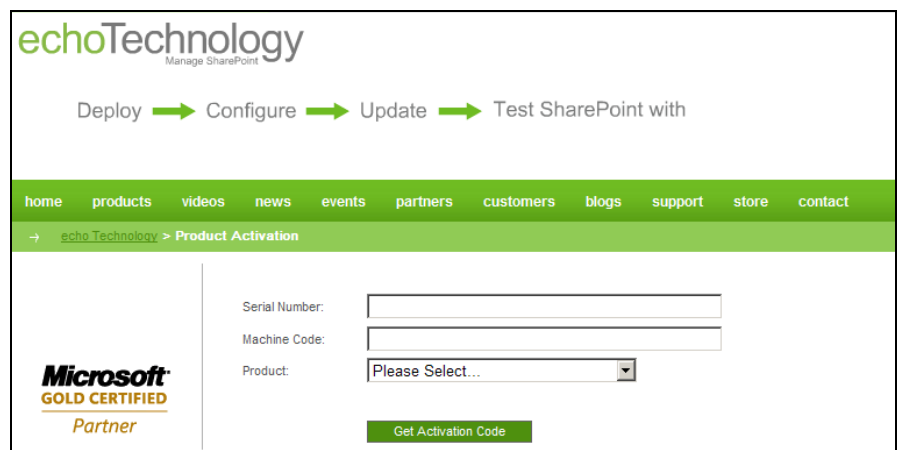 echoTechnology
Manage SharePoint
Deploy Configure Update Test SharePoint with
home products videos news events partners customers blogs support store contact
→ echo Technology > Product Activation
Serial Number:
Machine Code:
Product: Please Select...
Microsoft
GOLD CERTIFIED
Partner
Get Activation Code